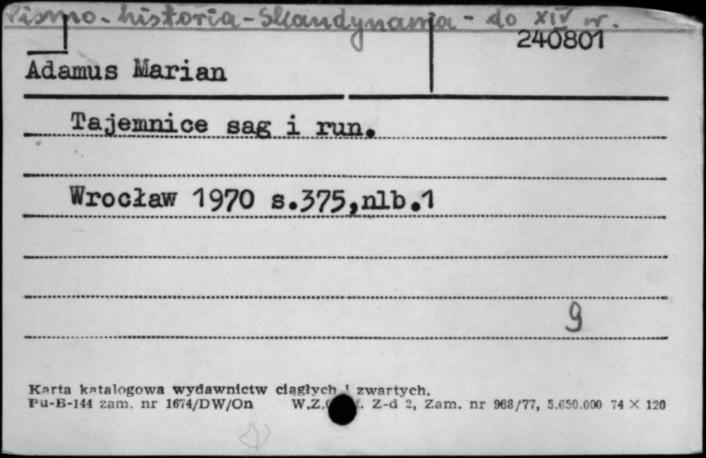 Pismo - historia - Skandynawia - do XIV w.
240801
Adamus Marian
Tajemnice sag i run.
Wrocław 1970 s.375,nlb.1
9
Karta katalogowa wydawnictw ciągłych i zwartych.
Pu-B-144 zam. nr 1674/DW/On W.Z. Z-d 2, Zam. nr 968/77, 5.650.000 74 × 120